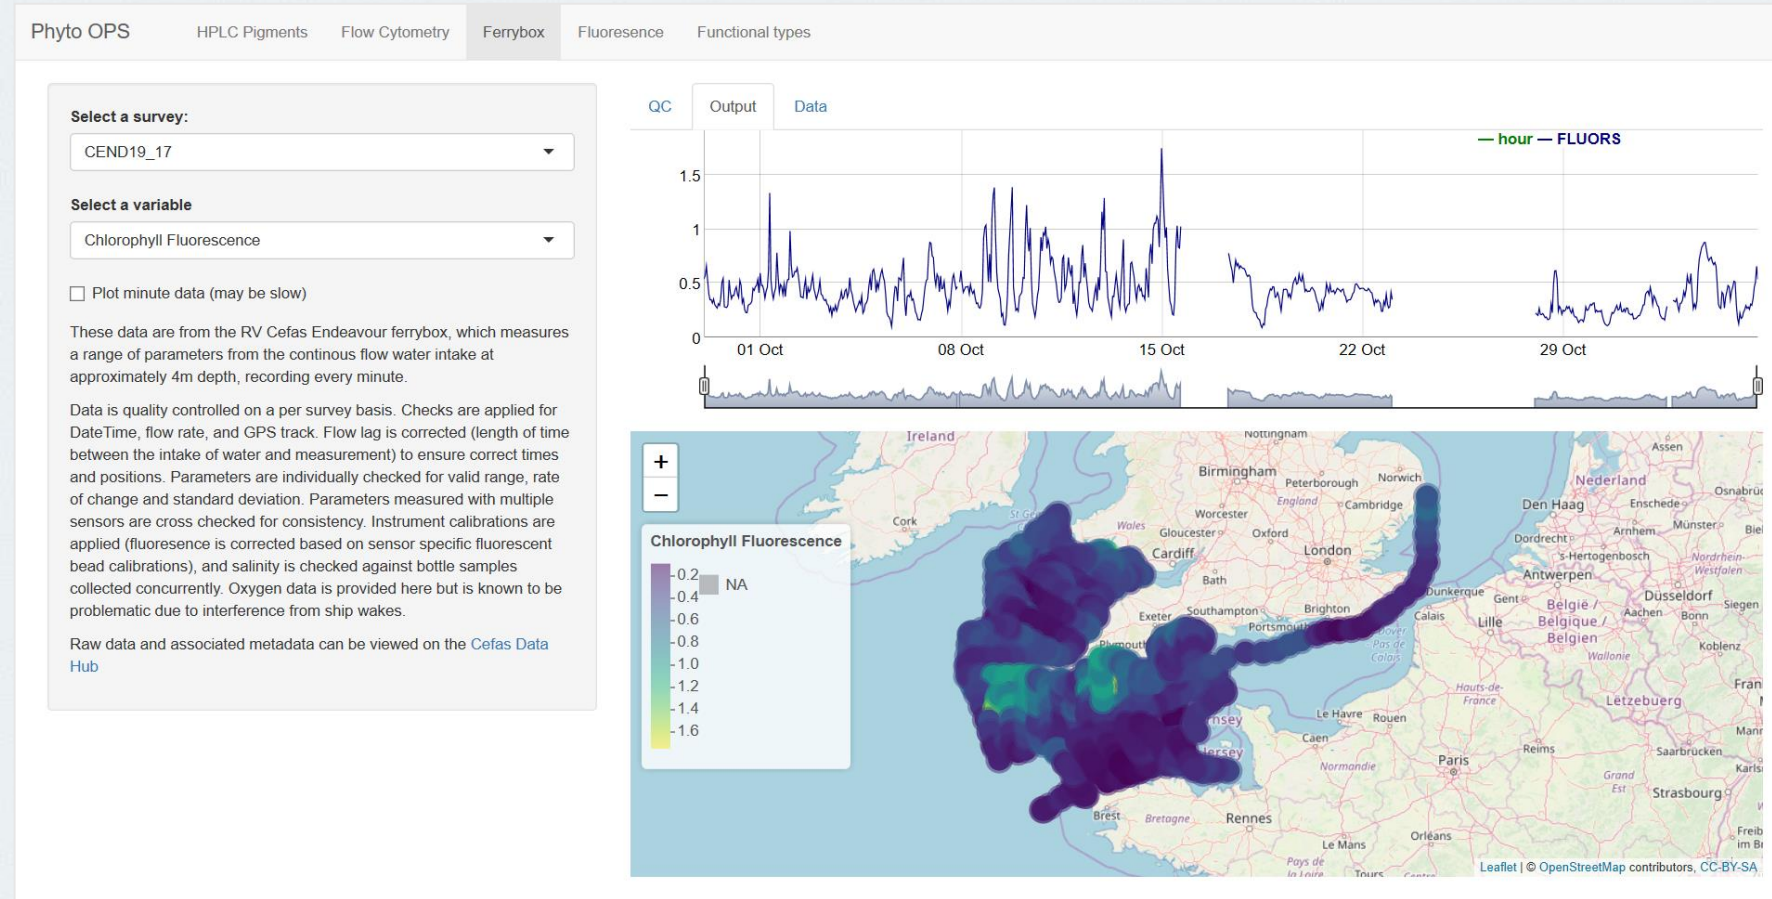 Phyto OPS HPLC Pigments Flow Cytometry Ferrybox Fluoresence Functional types
Select a survey:
CEND19_17
Select a variable
Chlorophyll Fluorescence
Plot minute data (may be slow)
These data are from the RV Cefas Endeavour ferrybox, which measures
a range of parameters from the continous flow water intake at
approximately 4m depth, recording every minute.
Data is quality controlled on a per survey basis. Checks are applied for
DateTime, flow rate, and GPS track. Flow lag is corrected (length of time
between the intake of water and measurement) to ensure correct times
and positions. Parameters are individually checked for valid range, rate
of change and standard deviation. Parameters measured with multiple
sensors are cross checked for consistency. Instrument calibrations are
applied (fluoresence is corrected based on sensor specific fluorescent
bead calibrations), and salinity is checked against bottle samples
collected concurrently. Oxygen data is provided here but is known to be
problematic due to interference from ship wakes.
Raw data and associated metadata can be viewed on the Cefas Data
Hub
QC Output Data
hour FLUORS
1.5
1
0.5
0
01 Oct 08 Oct 15 Oct 22 Oct 29 Oct
+
−
Chlorophyll Fluorescence
0.2
0.4
0.6
0.8
1.0
1.2
1.4
1.6
NA
Ireland
Cork
Nottingham
Birmingham
Peterborough
Norwich
England
Cambridge
Worcester
Wales
Gloucester
Oxford
Cardiff
London
Bath
Southampton
Brighton
Exeter
Portsmouth
Plymouth
Assen
Nederland
Den Haag
Enschede
Arnhem
Münster
Dordrecht
's-Hertogenbosch
Nordrhein-
Westfalen
Antwerpen
Dunkerque
Gent
België /
Belgique /
Belgien
Düsseldorf
Aachen
Bonn
Siegen
Calais
Lille
Pas de
Calais
Wallonie
Koblenz
Hauts-de-
France
Lëtzebuerg
Le Havre
Rouen
Caen
Normandie
Paris
Reims
Saarbrücken
Grand
Est
Strasbourg
Jersey
Brest
Bretagne
Rennes
Le Mans
Orléans
Pays de
la Loire
Tours
Leaflet | © OpenStreetMap contributors, CC-BY-SA